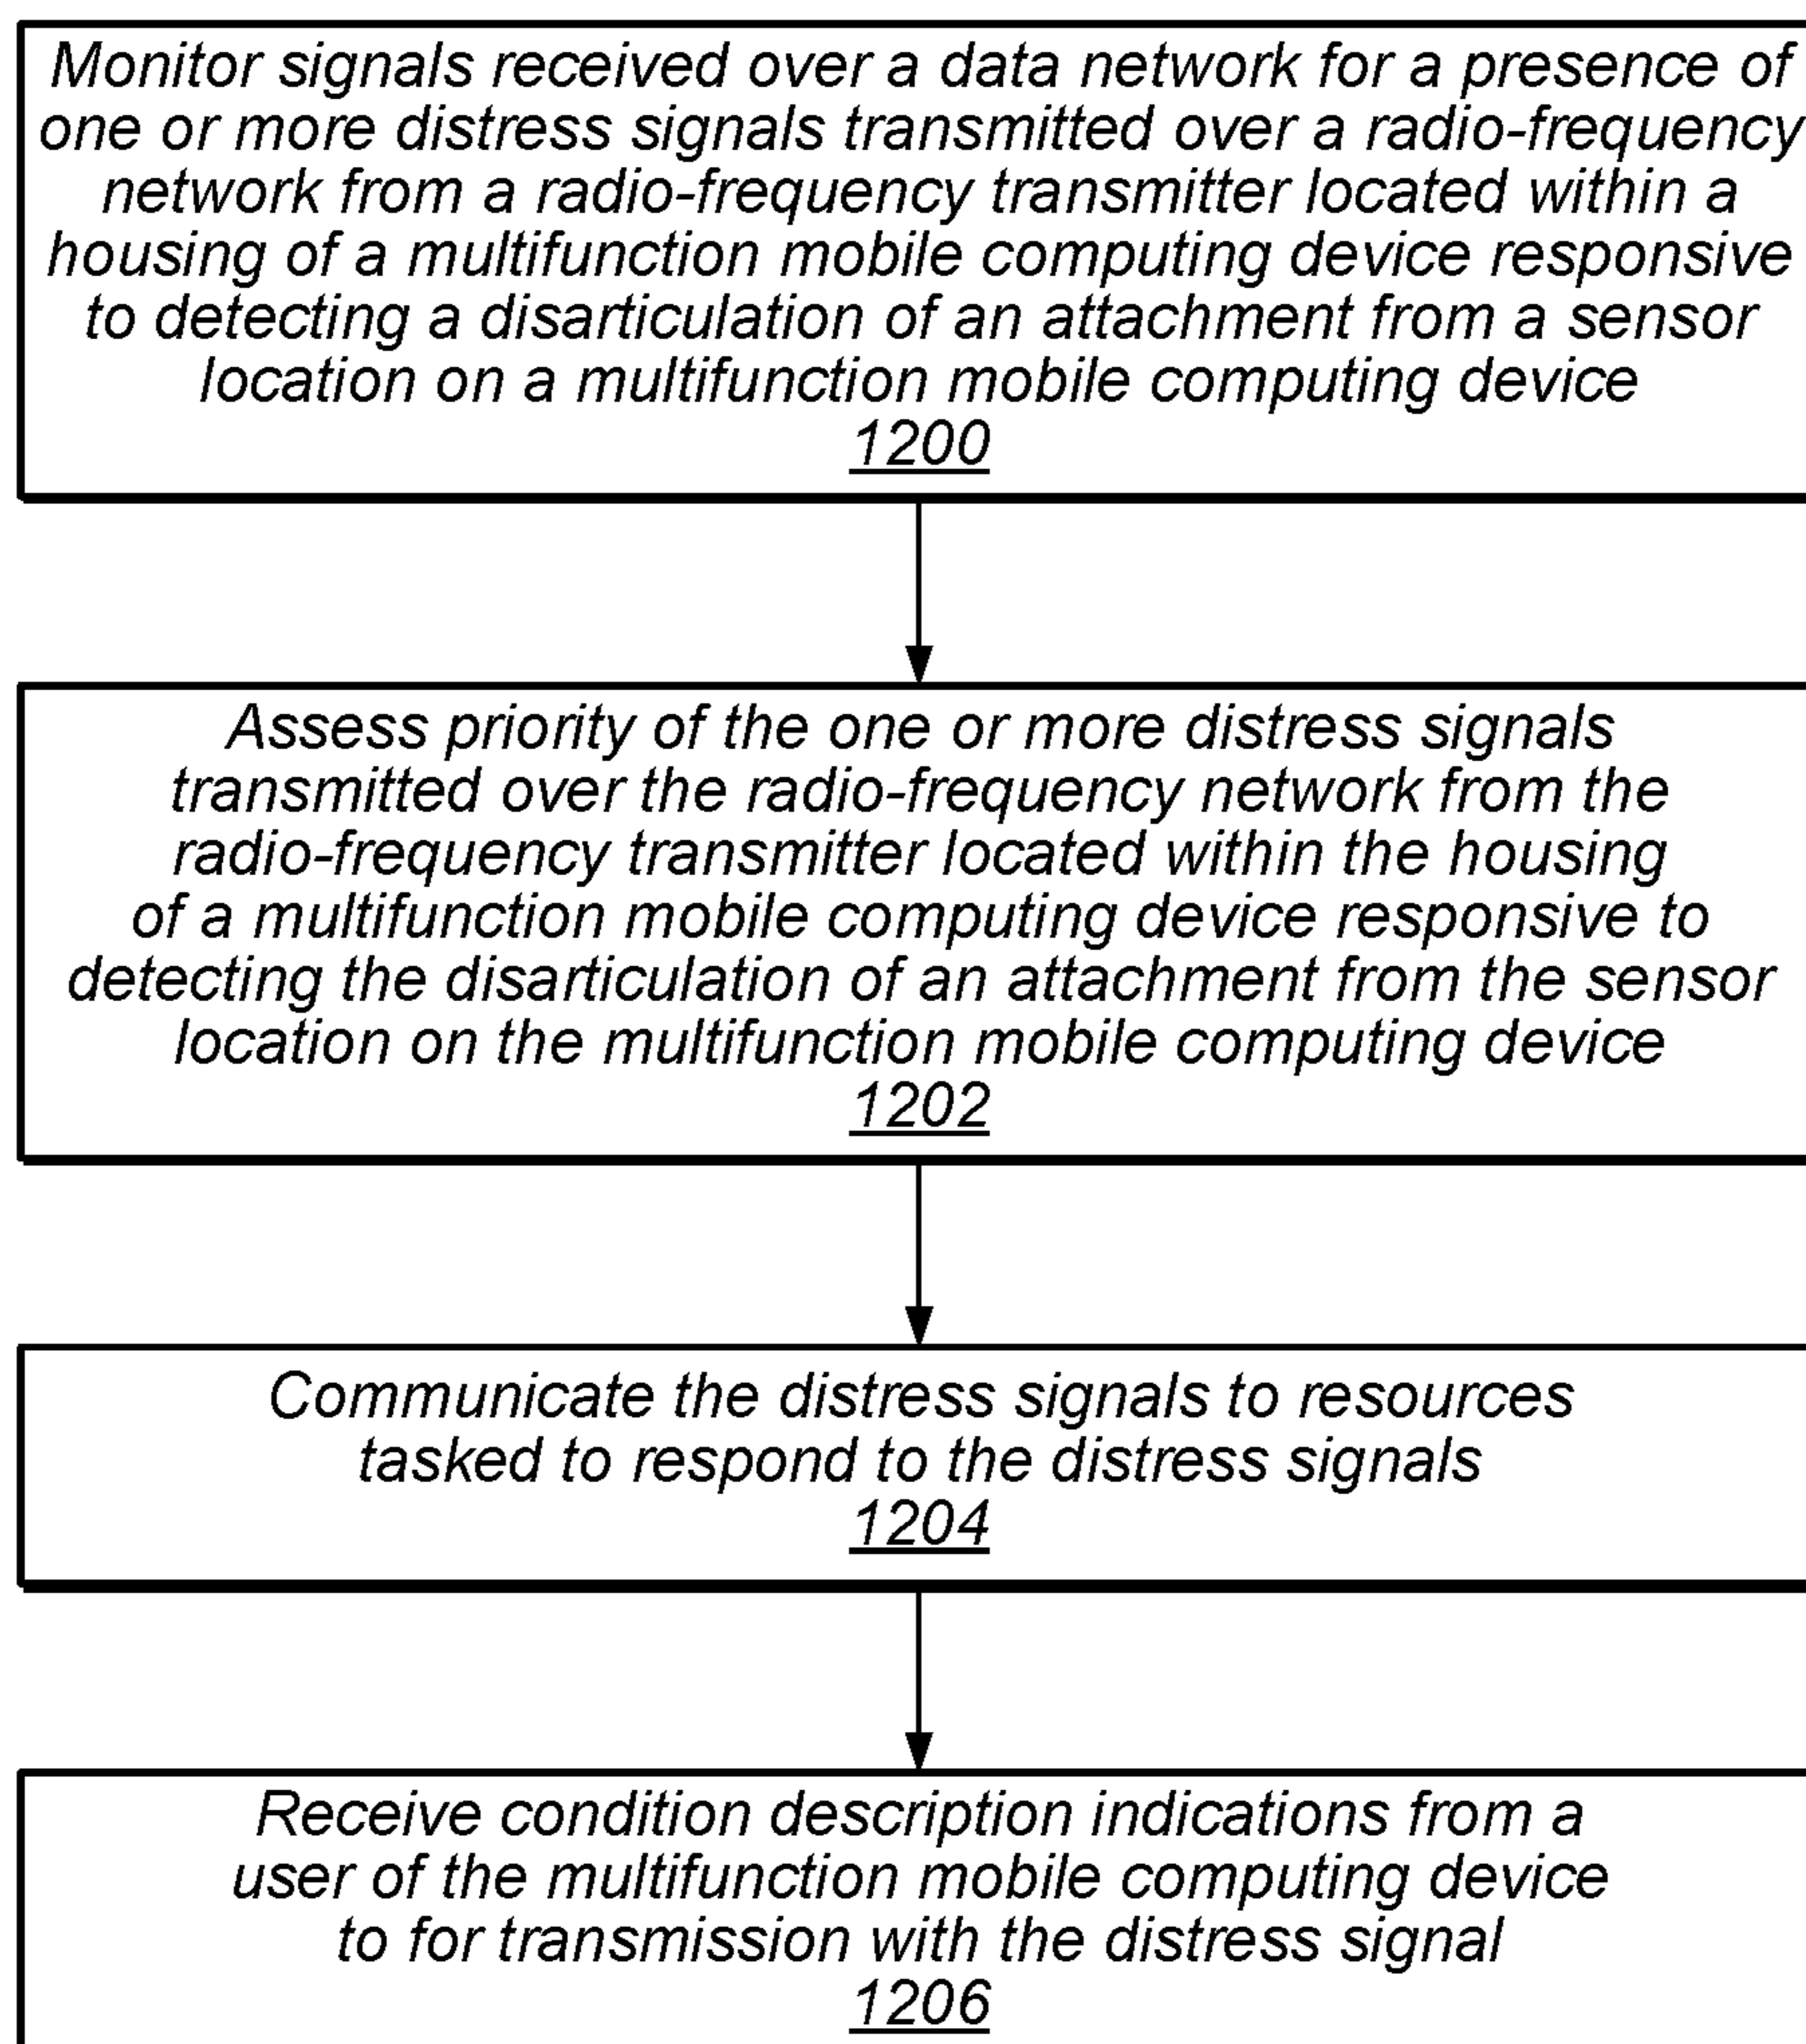 Monitor signals received over a data network for a presence of
one or more distress signals transmitted over a radio-frequency
network from a radio-frequency transmitter located within a
housing of a multifunction mobile computing device responsive
to detecting a disarticulation of an attachment from a sensor
location on a multifunction mobile computing device
1200
Assess priority of the one or more distress signals
transmitted over the radio-frequency network from the
radio-frequency transmitter located within the housing
of a multifunction mobile computing device responsive to
detecting the disarticulation of an attachment from the sensor
location on the multifunction mobile computing device
1202
Communicate the distress signals to resources
tasked to respond to the distress signals
1204
Receive condition description indications from a
user of the multifunction mobile computing device
to for transmission with the distress signal
1206